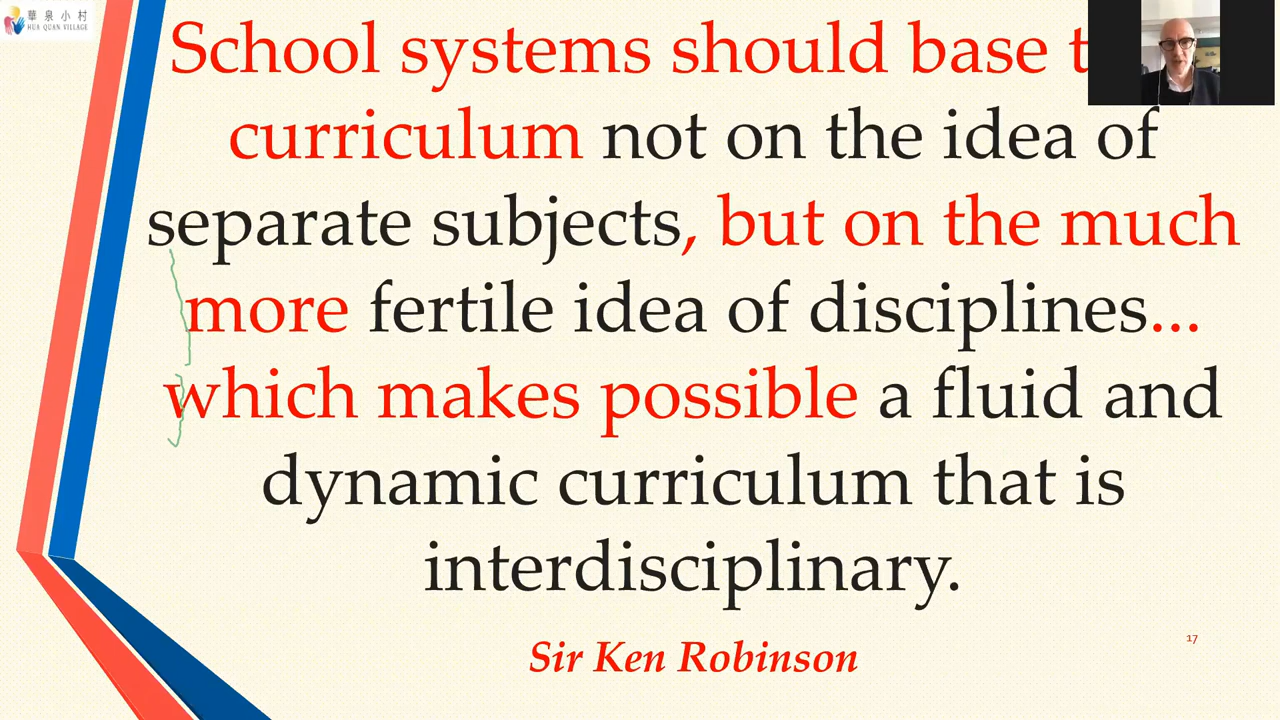 華泉小村
HUA QUAN VILLAGE
School systems should base
curriculum not on the idea of
separate subjects, but on the much
more fertile idea of disciplines...
which makes possible a fluid and
dynamic curriculum that is
interdisciplinary.
Sir Ken Robinson
17